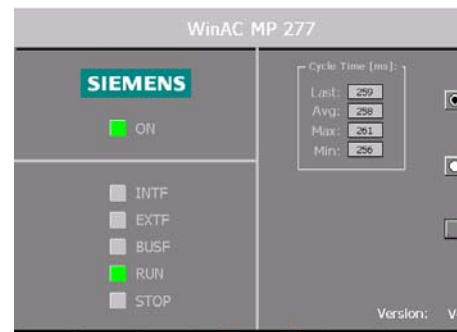 WinAC MP 277
SIEMENS
ON
INTF
EXTF
BUSF
RUN
STOP
Cycle Time [ms]:
Last: 259
Avg: 258
Max: 261
Min: 256
Version: